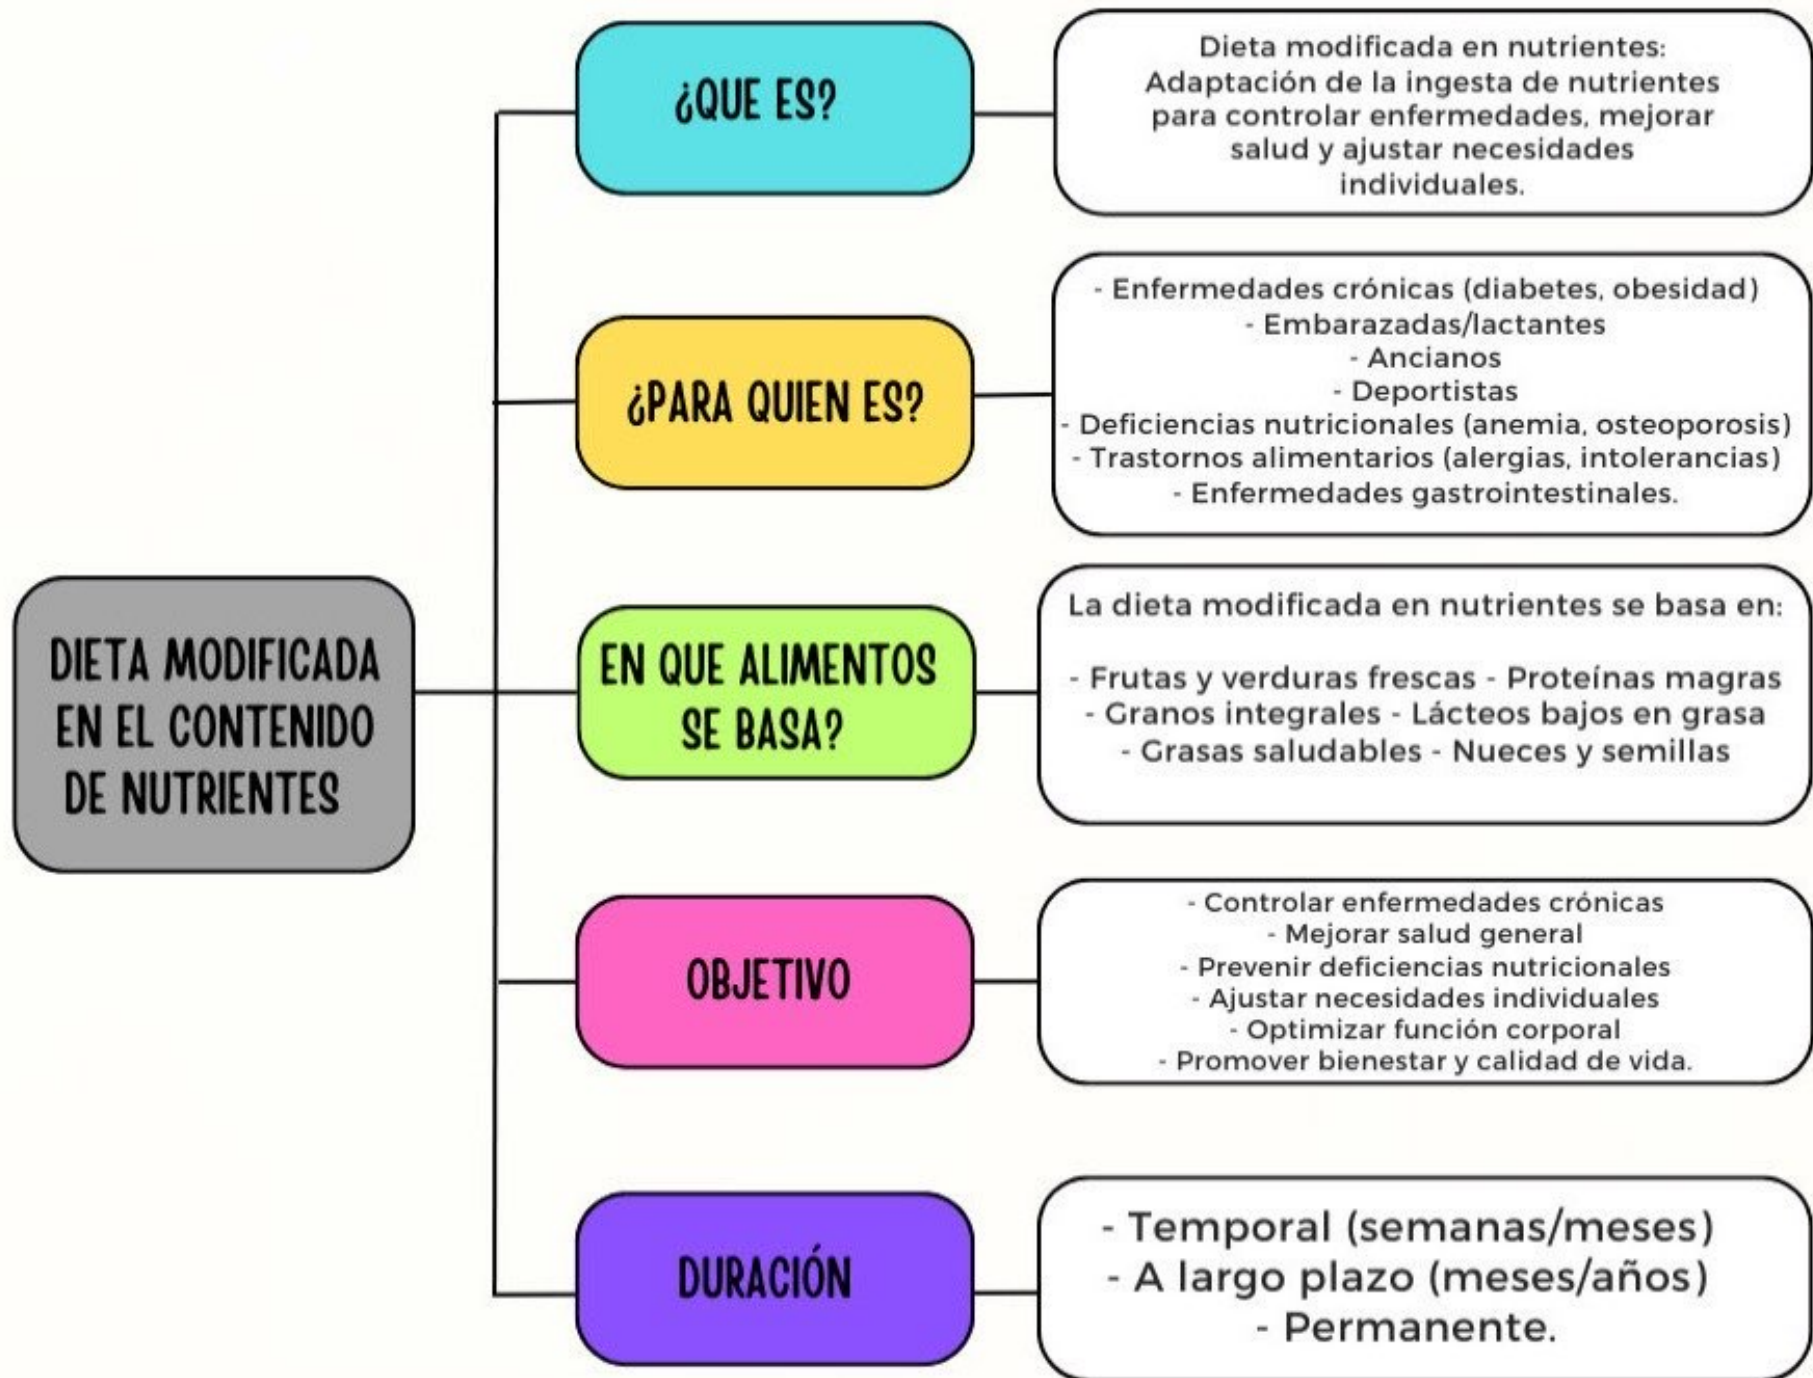 DIETA MODIFICADA
EN EL CONTENIDO
DE NUTRIENTES
¿QUE ES?
Dieta modificada en nutrientes:
Adaptación de la ingesta de nutrientes
para controlar enfermedades, mejorar
salud y ajustar necesidades
individuales.
¿PARA QUIEN ES?
- Enfermedades crónicas (diabetes, obesidad)
- Embarazadas/lactantes
- Ancianos
- Deportistas
- Deficiencias nutricionales (anemia, osteoporosis)
- Trastornos alimentarios (alergias, intolerancias)
- Enfermedades gastrointestinales.
EN QUE ALIMENTOS
SE BASA?
La dieta modificada en nutrientes se basa en:
- Frutas y verduras frescas - Proteínas magras
- Granos integrales - Lácteos bajos en grasa
- Grasas saludables - Nueces y semillas
OBJETIVO
- Controlar enfermedades crónicas
- Mejorar salud general
- Prevenir deficiencias nutricionales
- Ajustar necesidades individuales
- Optimizar función corporal
- Promover bienestar y calidad de vida.
DURACIÓN
- Temporal (semanas/meses)
- A largo plazo (meses/años)
- Permanente.